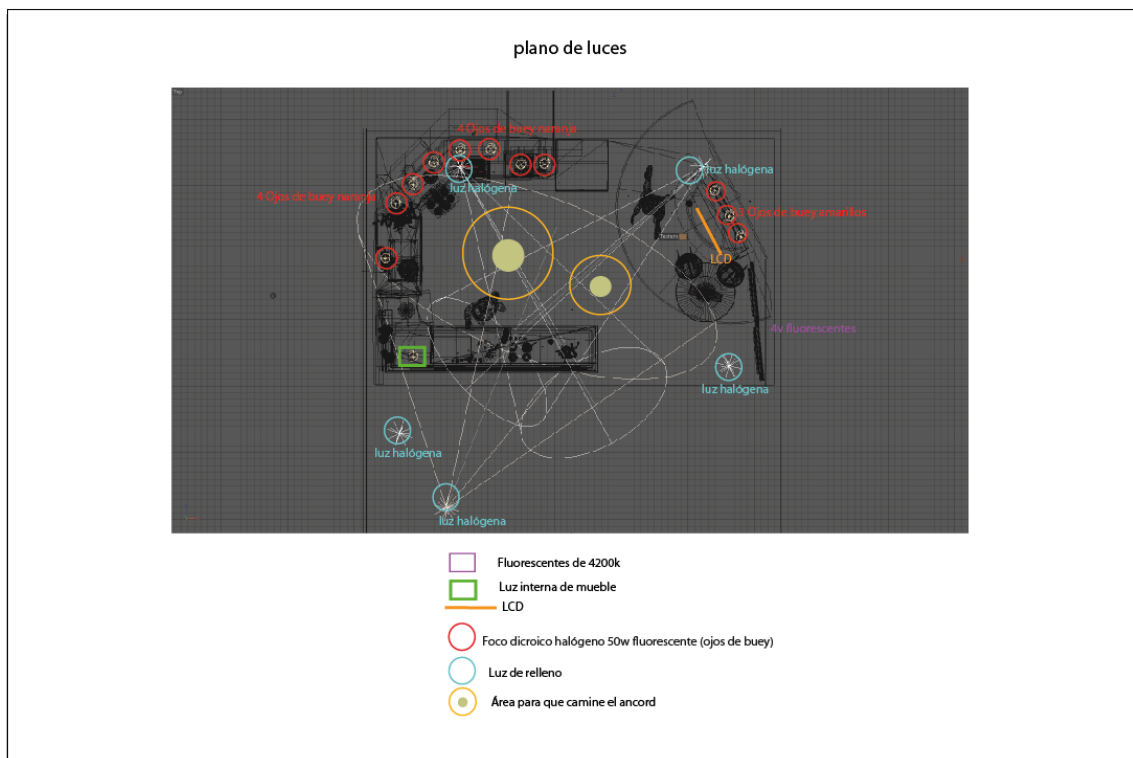 plano de luces
4 Ojos de buey naranja
luz halógena
luz halógena
4 Ojos de buey naranja
3 Ojos de buey amarillos
LCD
4v fluorescentes
luz halógena
luz halógena
luz halógena
Fluorescentes de 4200k
Luz interna de mueble
LCD
Foco dicroico halógeno 50w fluorescente (ojos de buey)
Luz de relleno
Área para que camine el ancord